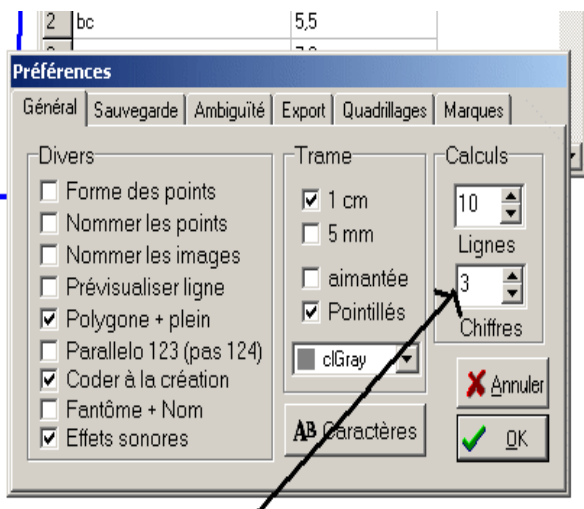 2 bc 5,5
Préférences
Général Sauvegarde Ambiguïté Export Quadrillages Marques
Divers
Forme des points
Nommer les points
Nommer les images
Prévisualiser ligne
Polygone + plein
Parallelo 123 (pas 124)
Coder à la création
Fantôme + Nom
Effets sonores
Trame
1 cm
5 mm
aimantée
Pointillés
clGray
AB Caractères
Calculs
10
Lignes
3
Chiffres
Annuler
OK